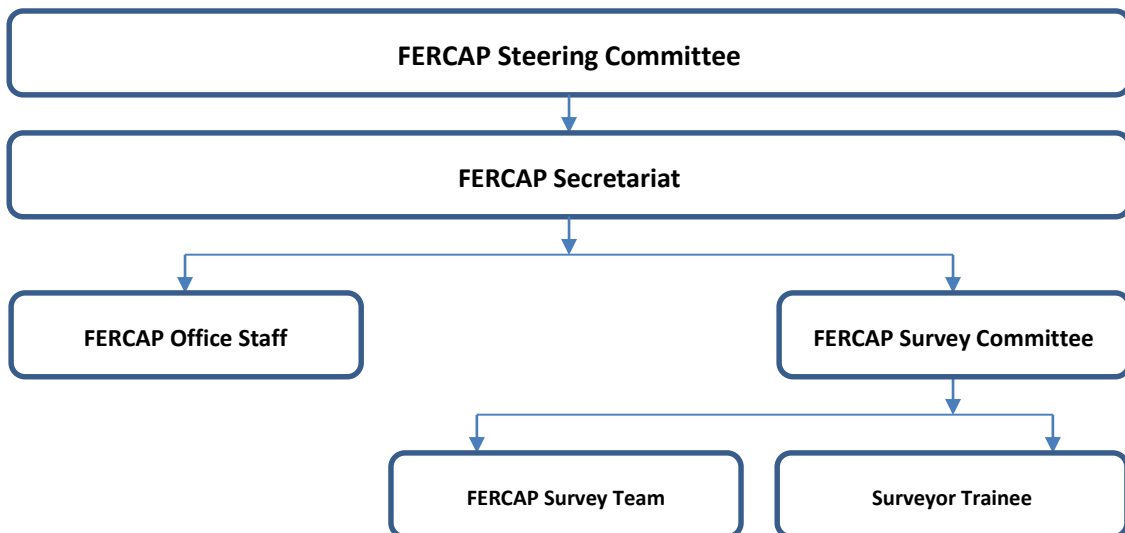 FERCAP Steering Committee
FERCAP Secretariat
FERCAP Office Staff
FERCAP Survey Committee
FERCAP Survey Team
Surveyor Trainee